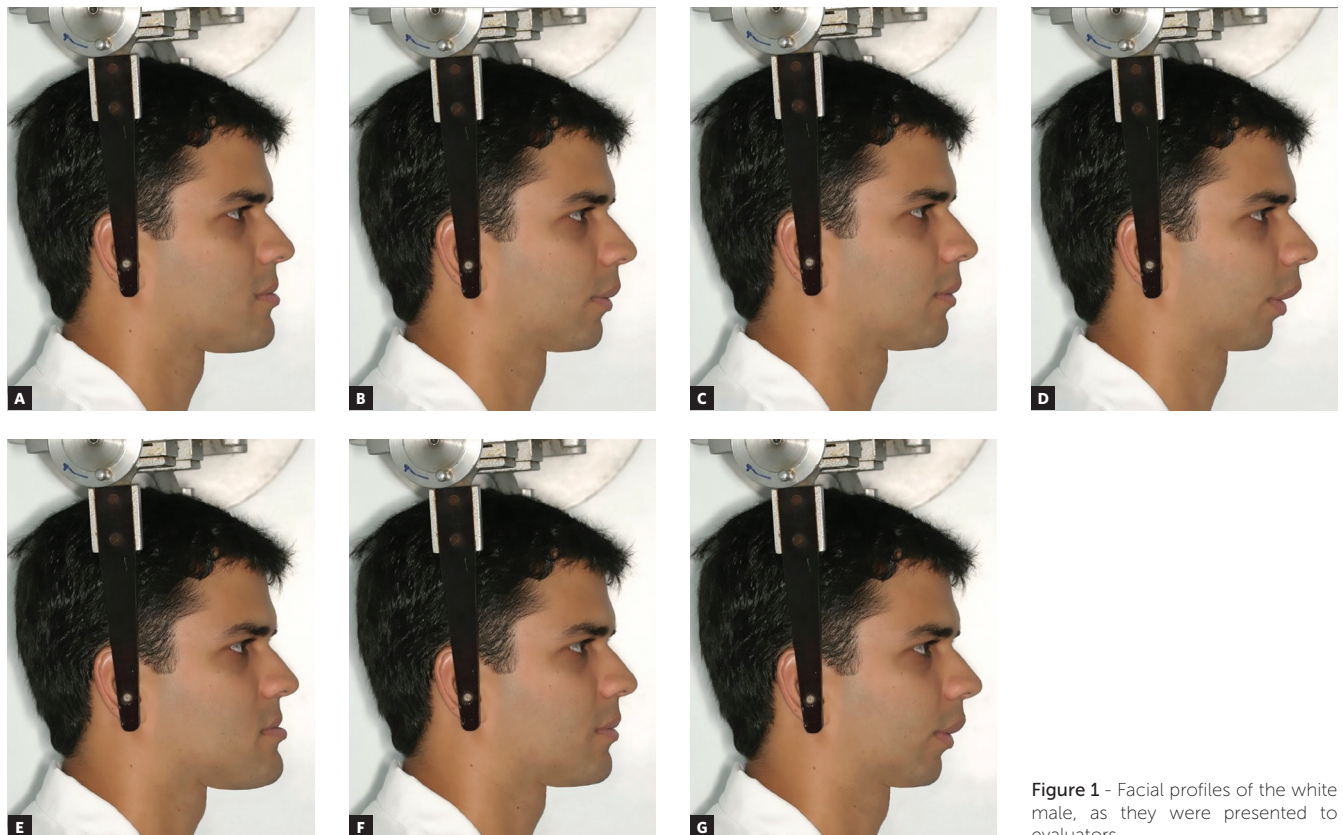 A
B
C
D
E
F
G
Figure 1 - Facial profiles of the white
male, as they were presented to
evaluators